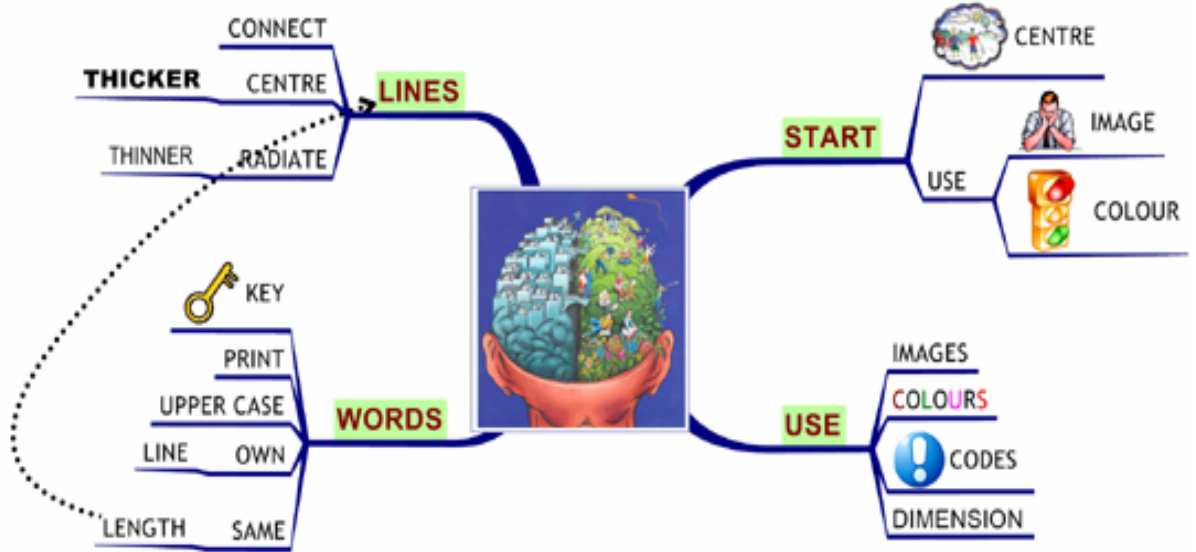 LINES
CONNECT
CENTRE
THICKER
RADIATE
THINNER
START
CENTRE
USE
IMAGE
COLOUR
WORDS
KEY
PRINT
UPPER CASE
OWN
LINE
SAME
LENGTH
USE
IMAGES
COLOURS
CODES
DIMENSION